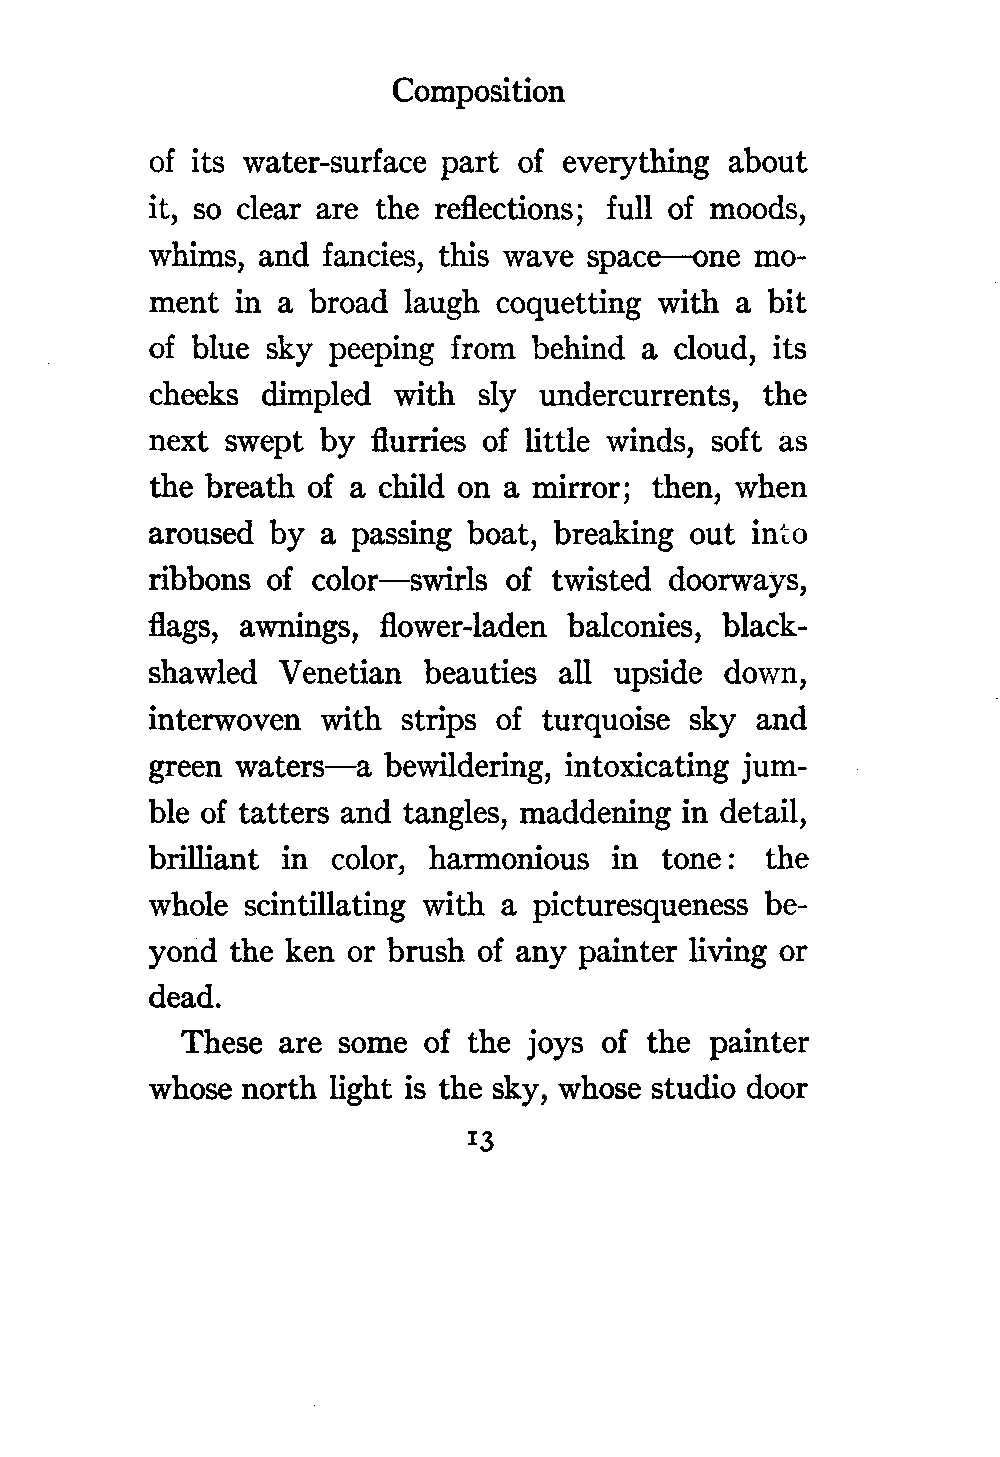 Composition
of its water-surface part of everything about
it, so clear are the reflections; full of moods,
whims, and fancies, this wave space—one mo-
ment in a broad laugh coquetting with a bit
of blue sky peeping from behind a cloud, its
cheeks dimpled with sly undercurrents, the
next swept by flurries of little winds, soft as
the breath of a child on a mirror; then, when
aroused by a passing boat, breaking out into
ribbons of color—swirls of twisted doorways,
flags, awnings, flower-laden balconies, black-
shawled Venetian beauties all upside down,
interwoven with strips of turquoise sky and
green waters—a bewildering, intoxicating jum-
ble of tatters and tangles, maddening in detail,
brilliant in color, harmonious in tone: the
whole scintillating with a picturesqueness be-
yond the ken or brush of any painter living or
dead.
These are some of the joys of the painter
whose north light is the sky, whose studio door
13